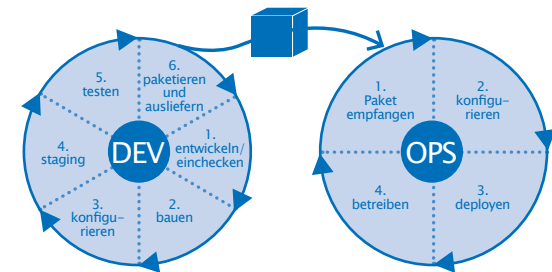 DEV
1.
entwickeln/
einchecken
2.
bauen
3.
konfigu-
rieren
4.
staging
5.
testen
6.
paketieren
und
ausliefern
OPS
1.
Paket
empfangen
2.
konfigu-
rieren
3.
deployen
4.
betreiben